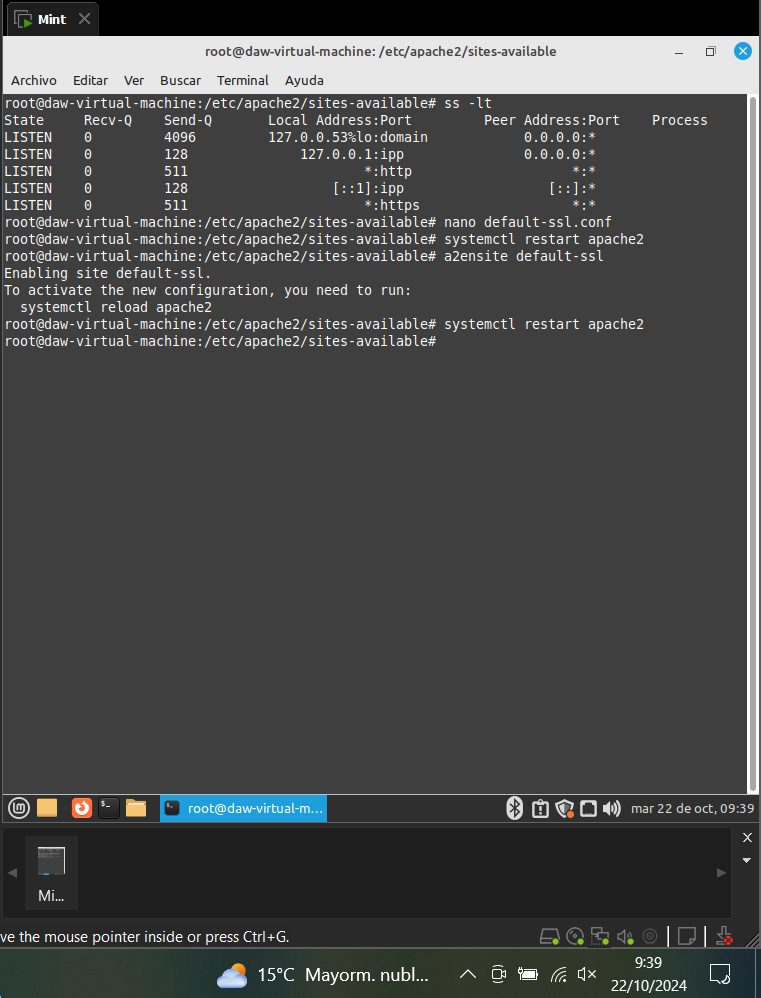 Mint
root@daw-virtual-machine: /etc/apache2/sites-available
Archivo Editar Ver Buscar Terminal Ayuda
root@daw-virtual-machine:/etc/apache2/sites-available# ss -lt
State Recv-Q Send-Q Local Address:Port Peer Address:Port Process
LISTEN 0 4096 127.0.0.53%lo:domain 0.0.0.0:*
LISTEN 0 128 127.0.0.1:ipp 0.0.0.0:*
LISTEN 0 511 *:http *:*
LISTEN 0 128 [::1]:ipp [::]:*
LISTEN 0 511 *:https *:*
root@daw-virtual-machine:/etc/apache2/sites-available# nano default-ssl.conf
root@daw-virtual-machine:/etc/apache2/sites-available# systemctl restart apache2
root@daw-virtual-machine:/etc/apache2/sites-available# a2ensite default-ssl
Enabling site default-ssl.
To activate the new configuration, you need to run:
  systemctl reload apache2
root@daw-virtual-machine:/etc/apache2/sites-available# systemctl restart apache2
root@daw-virtual-machine:/etc/apache2/sites-available#
root@daw-virtual-m... mar 22 de oct, 09:39
Mi...
ve the mouse pointer inside or press Ctrl+G.
15°C Mayorm. nubl... 9:39
22/10/2024